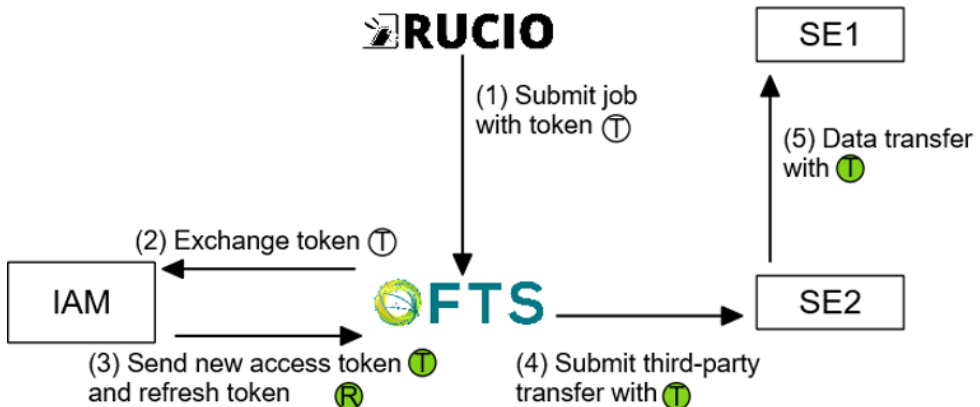 RUCIO
SE1
(1) Submit job
with token T
(5) Data transfer
with T
(2) Exchange token T
IAM
FTS
SE2
(3) Send new access token T
and refresh token R
(4) Submit third-party
transfer with T